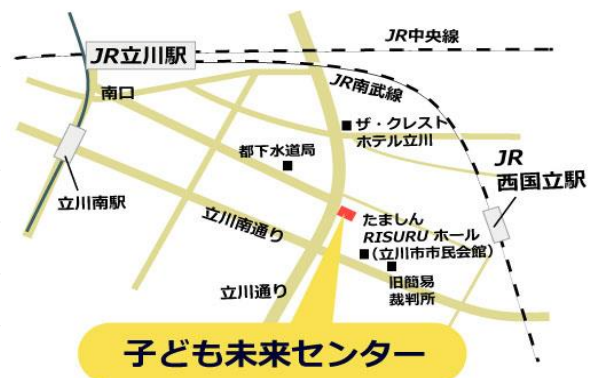 JR中央線
JR立川駅
JR南武線
南口
ザ・クレスト
ホテル立川
都下水道局
JR
西国立駅
立川南駅
立川南通り
たましん
RISURU ホール
(立川市市民会館)
旧簡易
裁判所
立川通り
子ども未来センター